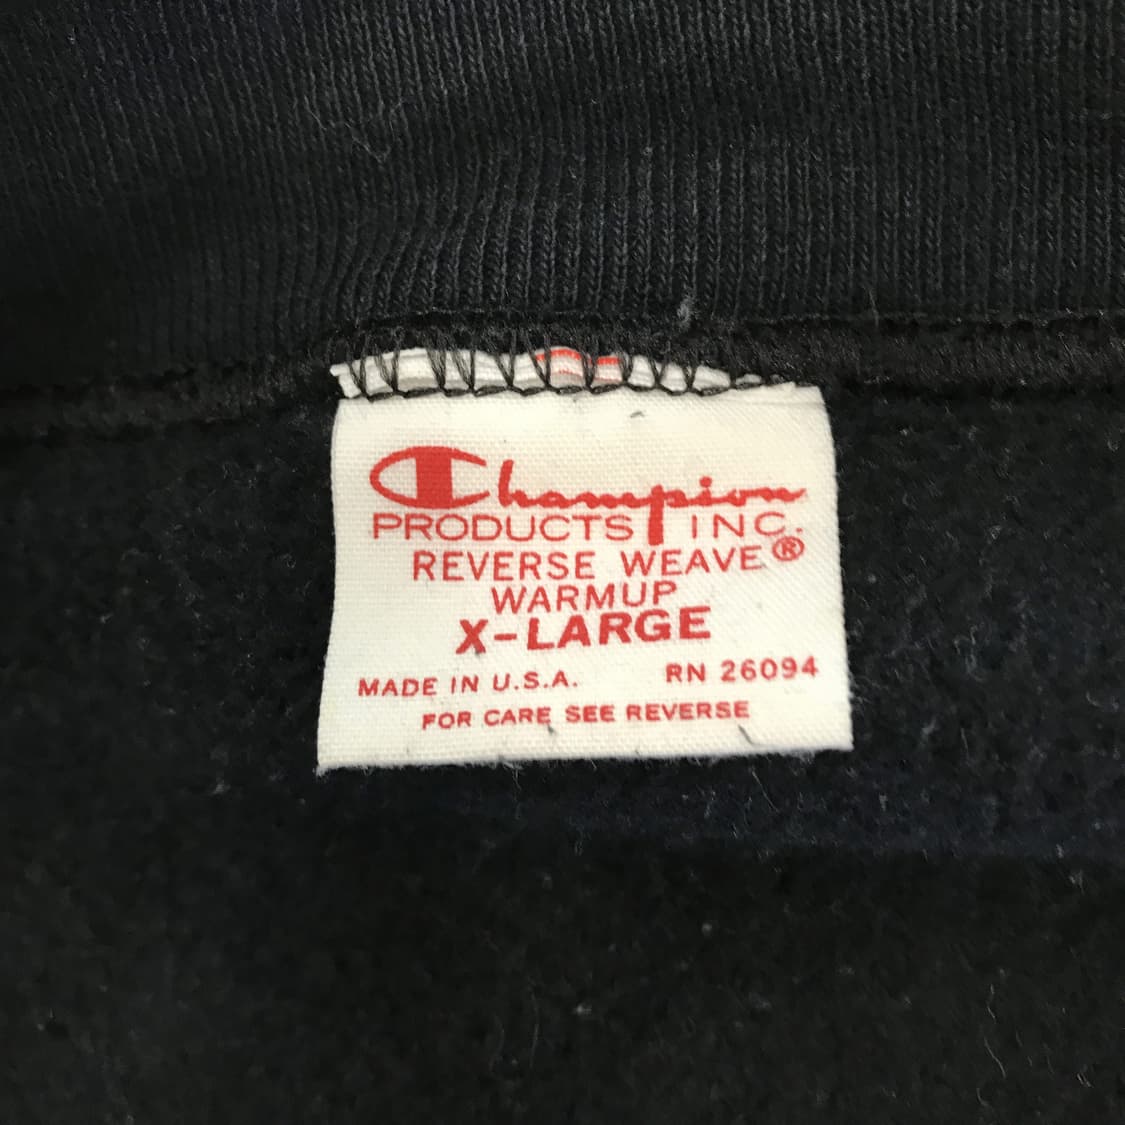 Champion
PRODUCTS INC.
REVERSE WEAVE®
WARMUP
X-LARGE
MADE IN U.S.A. RN 26094
FOR CARE SEE REVERSE